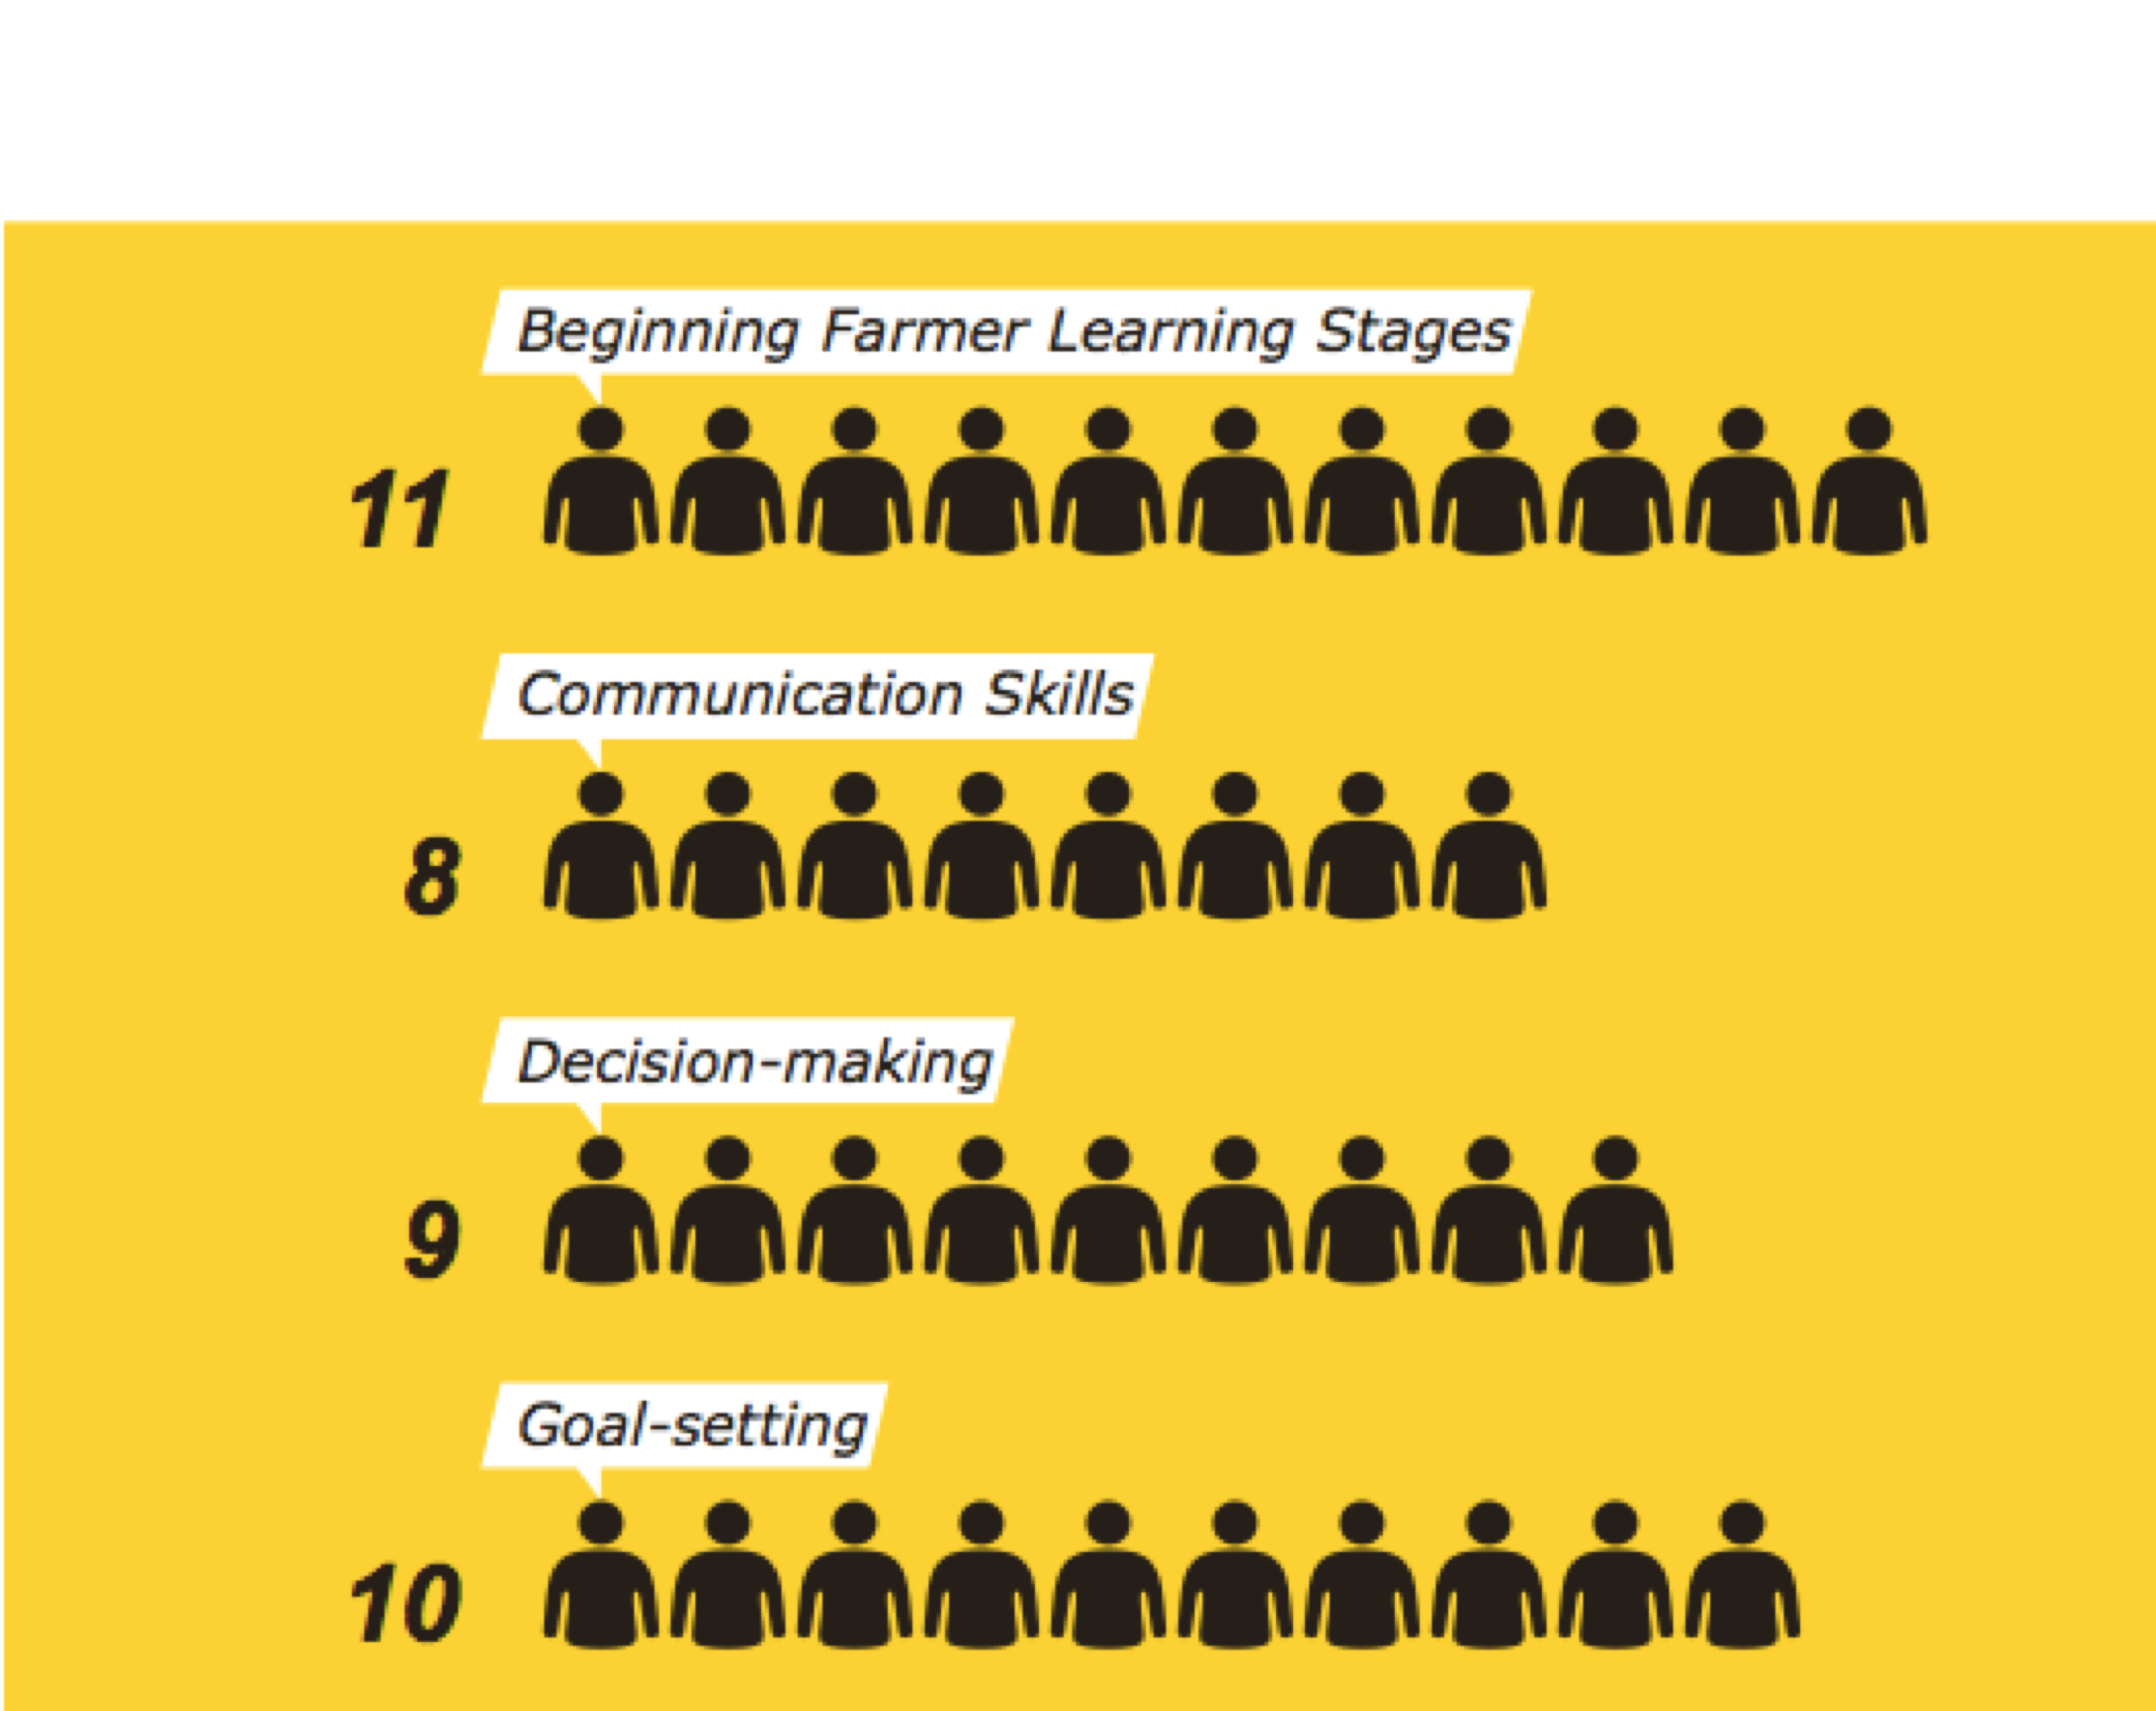 Beginning Farmer Learning Stages
11
Communication Skills
8
Decision-making
9
Goal-setting
10